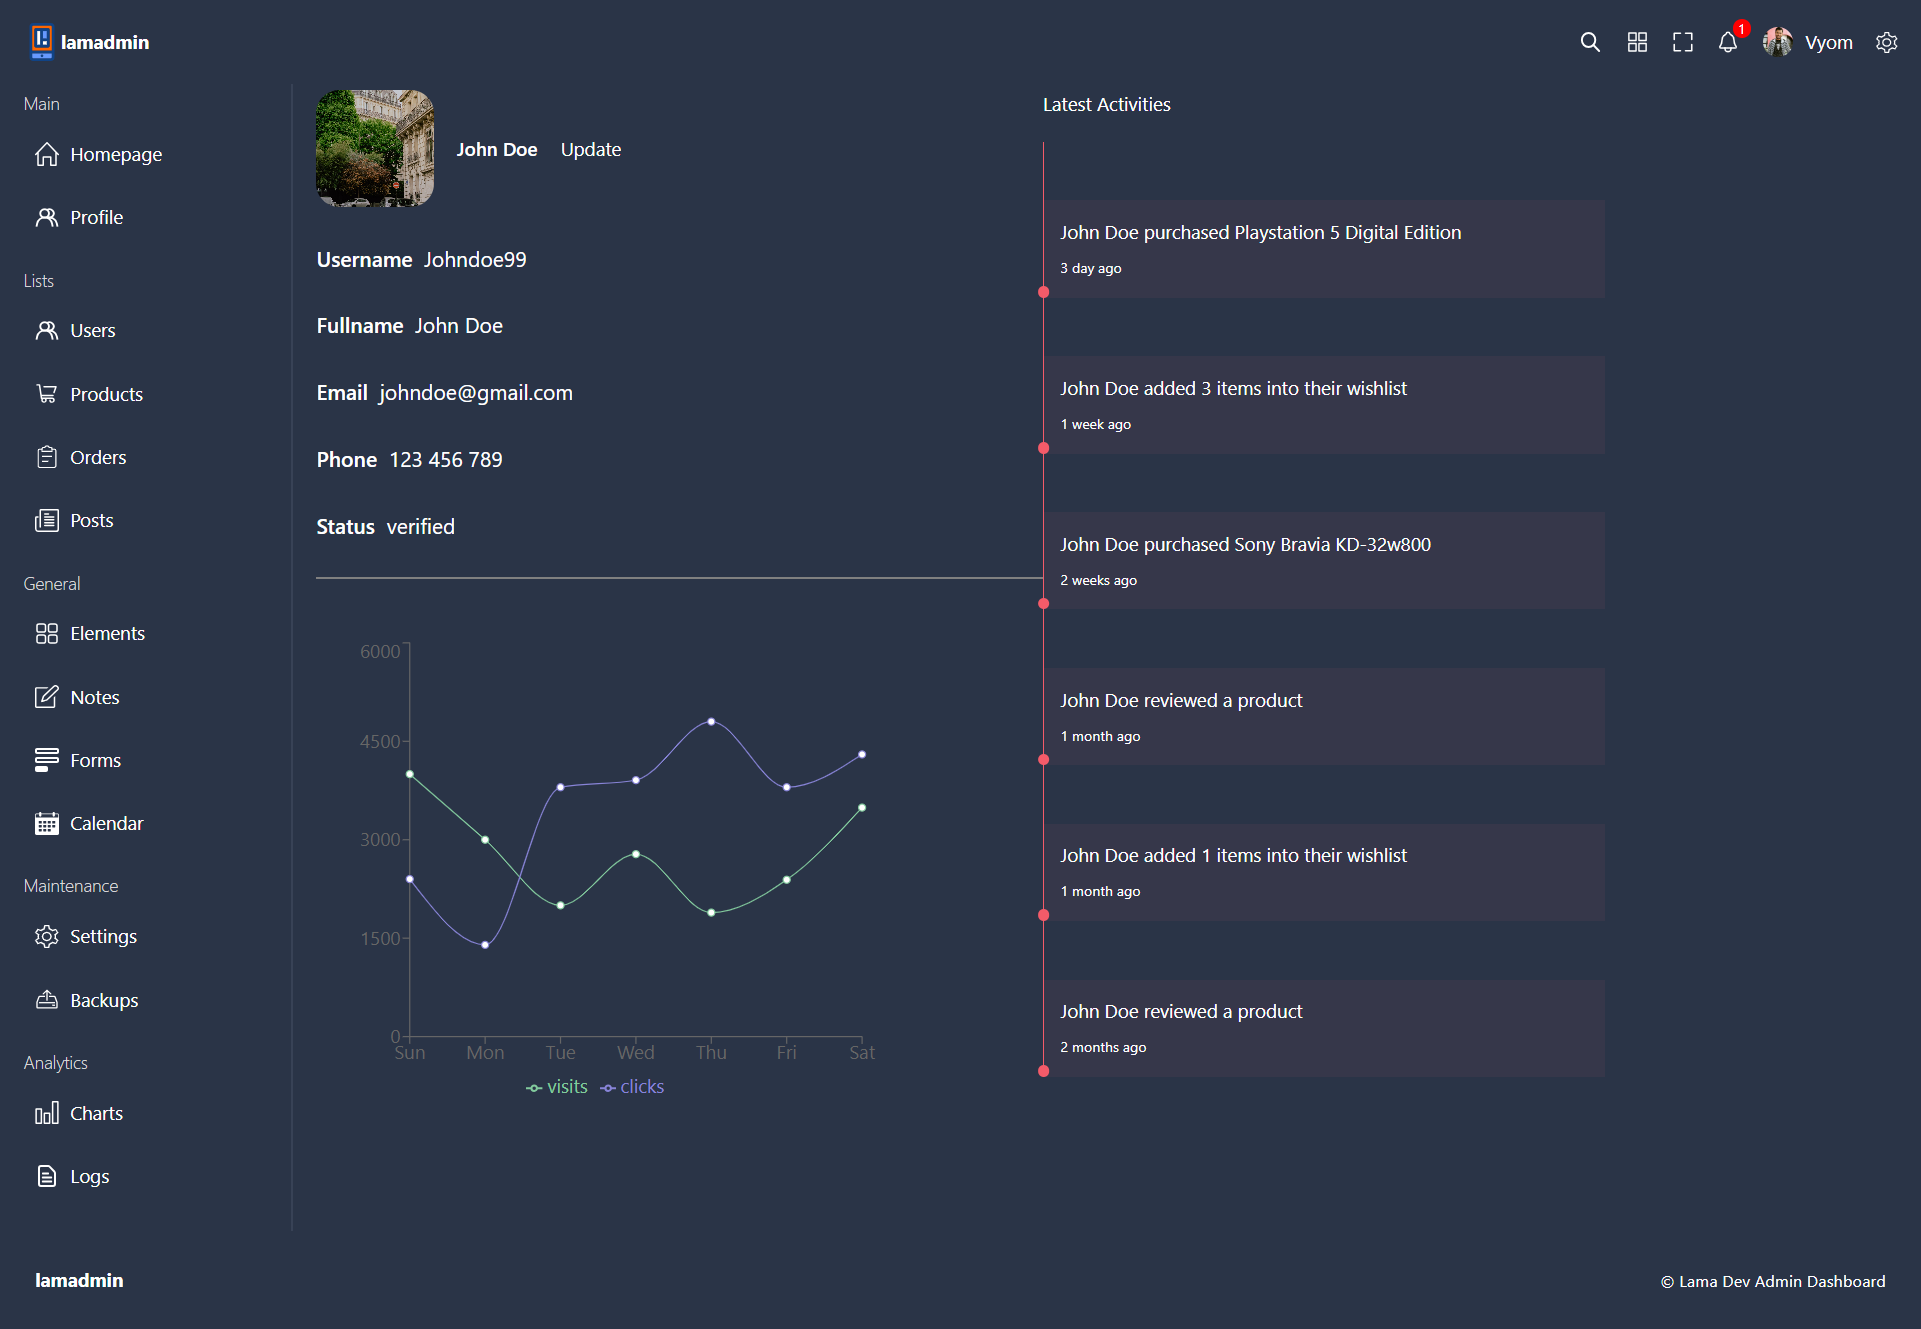 lamadmin
1
Vyom
Main
Homepage
Profile
Lists
Users
Products
Orders
Posts
General
Elements
Notes
Forms
Calendar
Maintenance
Settings
Backups
Analytics
Charts
Logs
John Doe Update
Username Johndoe99
Fullname John Doe
Email johndoe@gmail.com
Phone 123 456 789
Status verified
6000
4500
3000
1500
0
Sun Mon Tue Wed Thu Fri Sat
visits clicks
Latest Activities
John Doe purchased Playstation 5 Digital Edition
3 day ago
John Doe added 3 items into their wishlist
1 week ago
John Doe purchased Sony Bravia KD-32w800
2 weeks ago
John Doe reviewed a product
1 month ago
John Doe added 1 items into their wishlist
1 month ago
John Doe reviewed a product
2 months ago
lamadmin
© Lama Dev Admin Dashboard